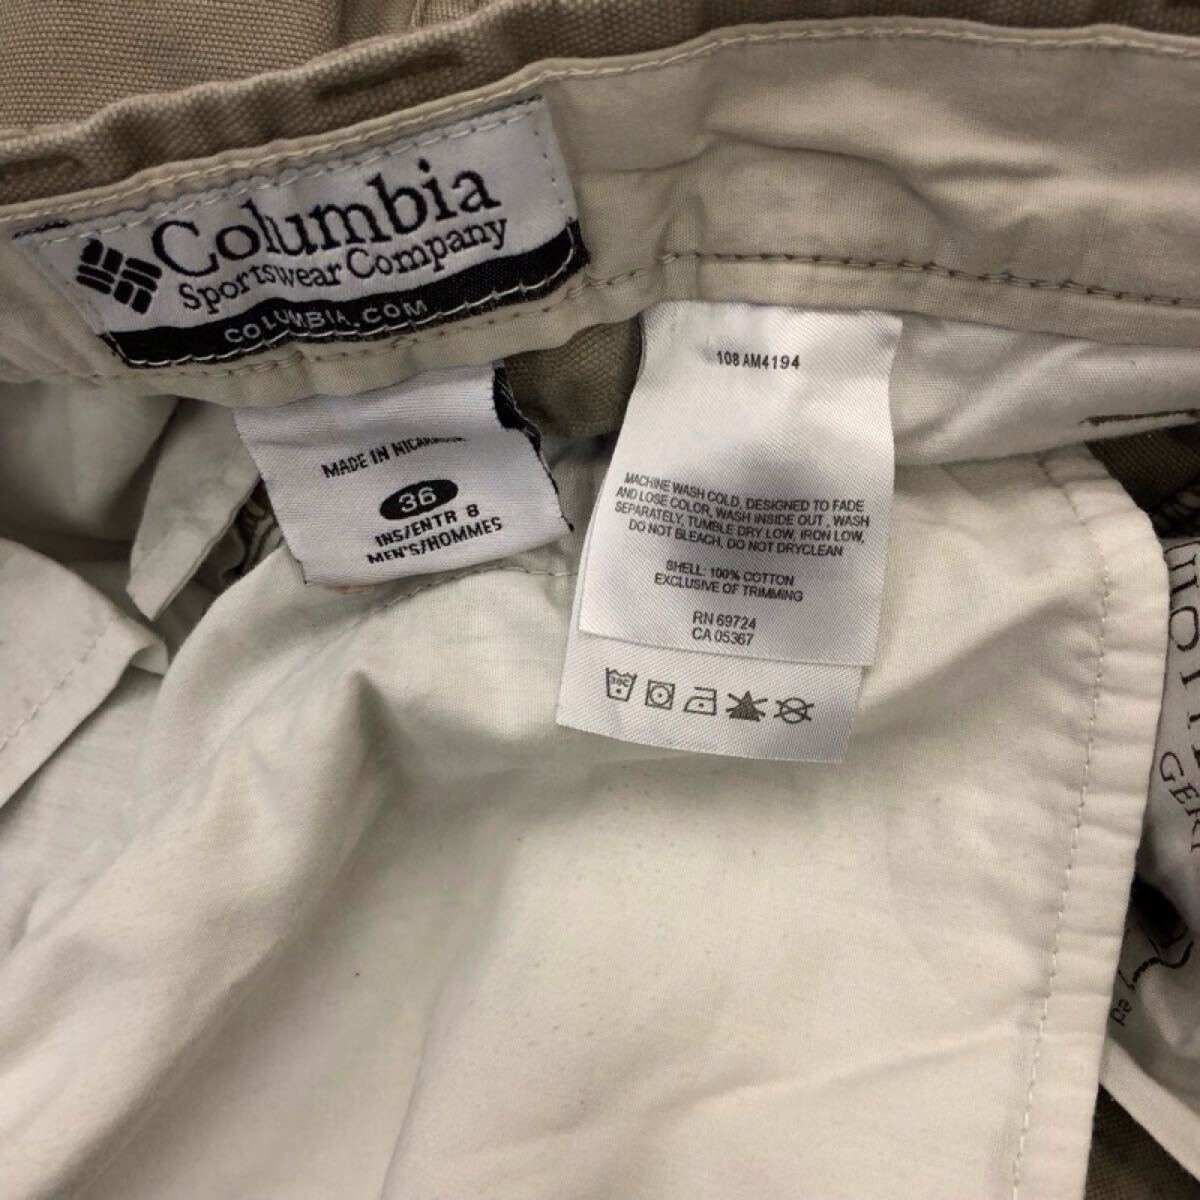 Columbia
Sportswear Company
COLUMBIA.COM
MADE IN
36
INS/ENTR 8
MEN'S/HOMMES
108 AM4194
MACHINE WASH COLD, DESIGNED TO FADE
AND LOSE COLOR, WASH INSIDE OUT , WASH
SEPARATELY, TUMBLE DRY LOW, IRON LOW,
DO NOT BLEACH, DO NOT DRYCLEAN
SHELL: 100% COTTON
EXCLUSIVE OF TRIMMING
RN 69724
CA 05367
30C